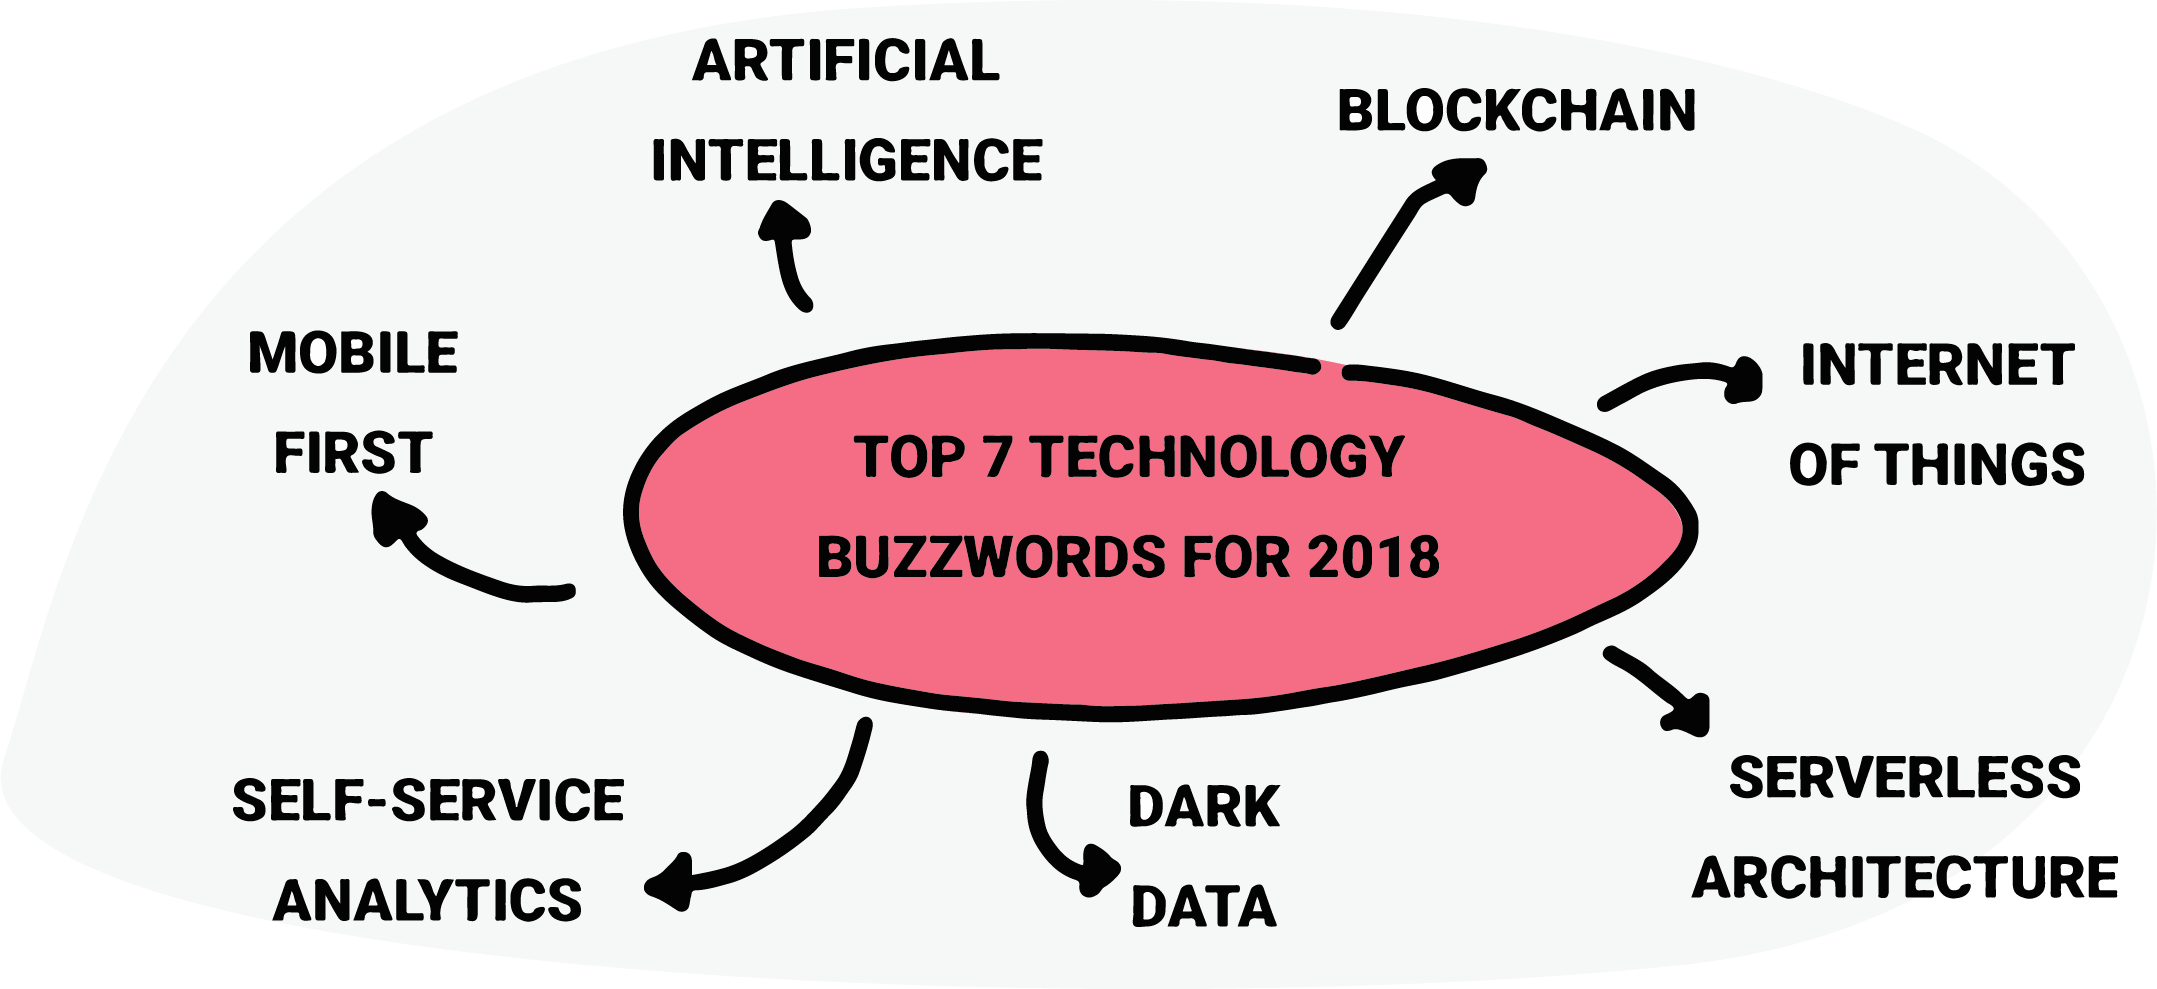 ARTIFICIAL
INTELLIGENCE
BLOCKCHAIN
MOBILE
FIRST
INTERNET
OF THINGS
TOP 7 TECHNOLOGY
BUZZWORDS FOR 2018
SELF-SERVICE
ANALYTICS
DARK
DATA
SERVERLESS
ARCHITECTURE